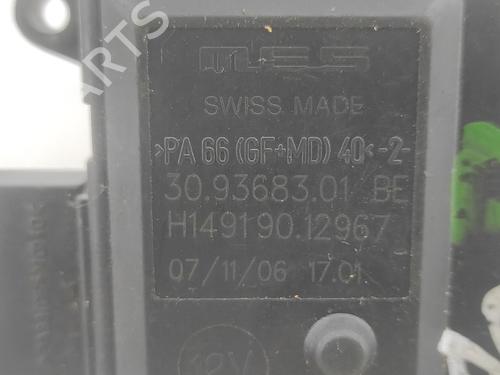 MES
SWISS MADE
>PA 66 (GF+MD) 40<-2-
30.93683.01 BE
H149190.12967
07/11/06 17.01
12V